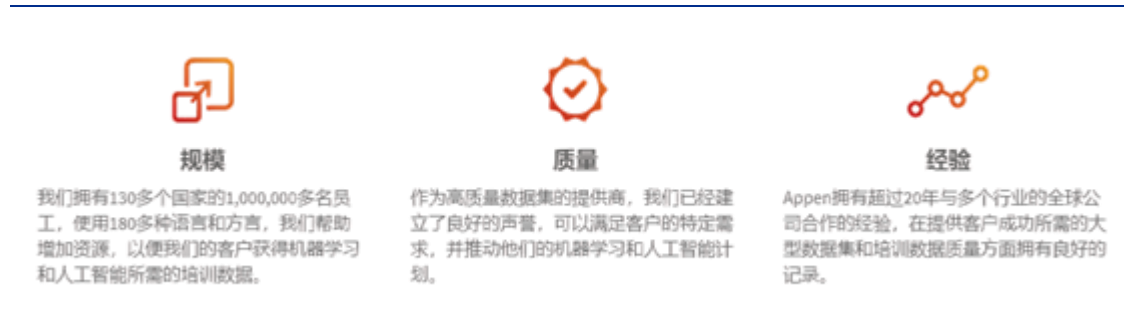 规模
我们拥有130多个国家的1,000,000多名员
工，使用180多种语言和方言，我们帮助
增加资源，以便我们的客户获得机器学习
和人工智能所需的培训数据。
质量
作为高质量数据集的提供商，我们已经建
立了良好的声誉，可以满足客户的特定需
求，并推动他们的机器学习和人工智能计
划。
经验
Appen拥有超过20年与多个行业的全球公
司合作的经验，在提供客户成功所需的大
型数据集和培训数据质量方面拥有良好的
记录。